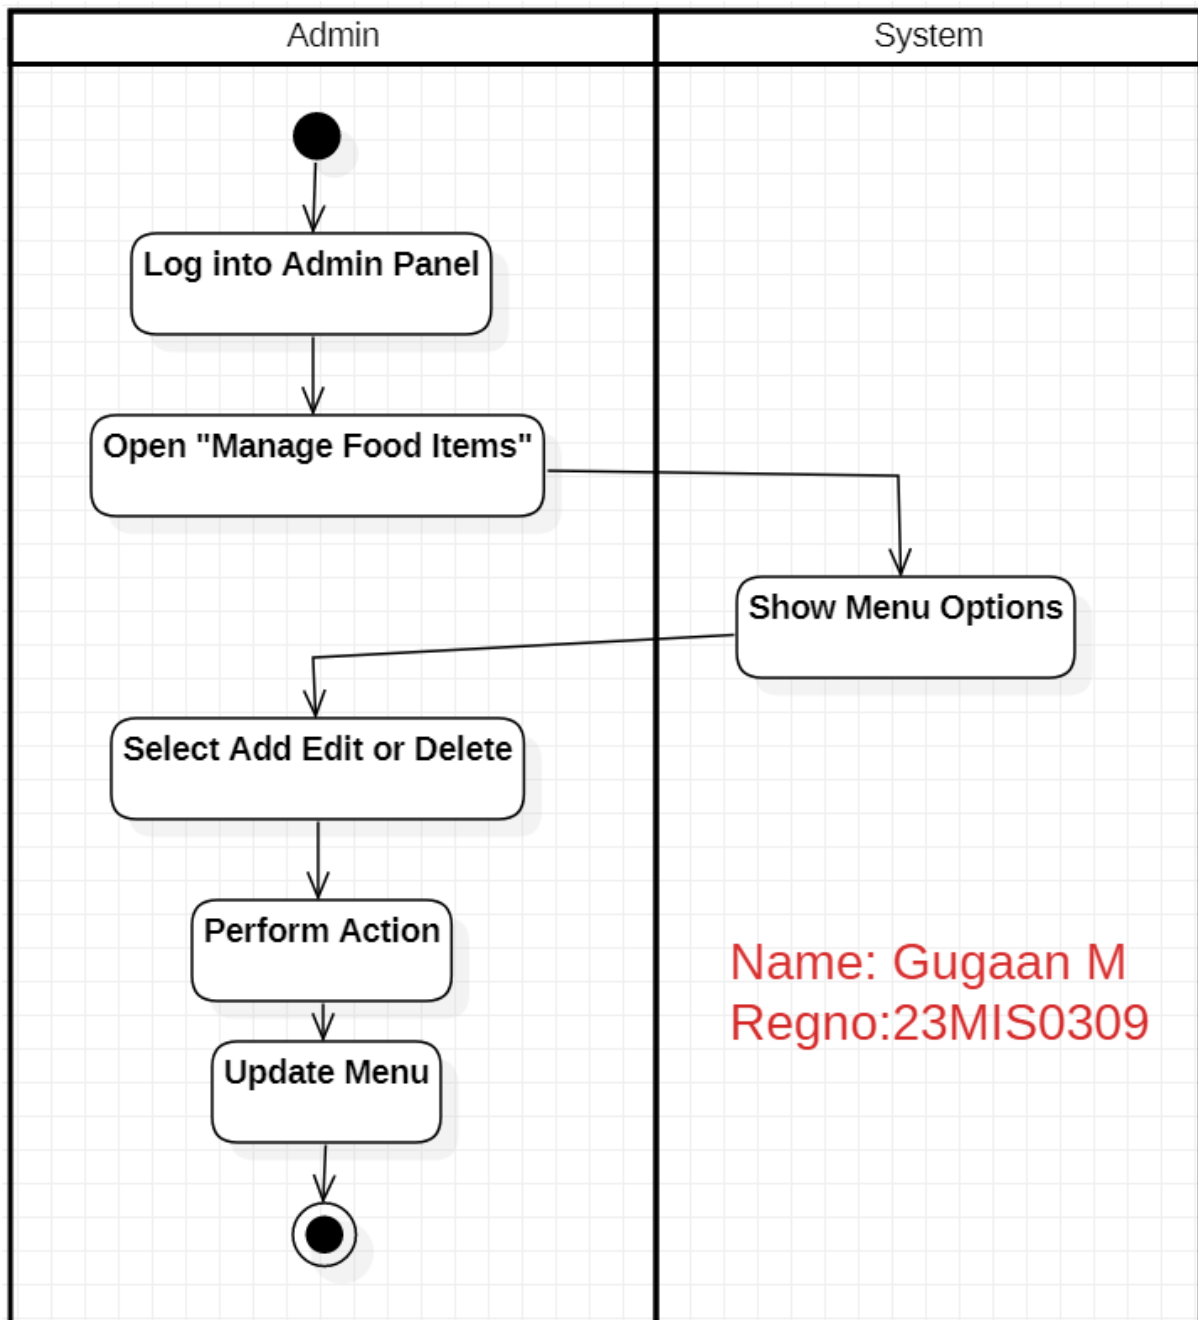 Admin
System
Log into Admin Panel
Open "Manage Food Items"
Show Menu Options
Select Add Edit or Delete
Perform Action
Name: Gugaan M
Regno:23MIS0309
Update Menu